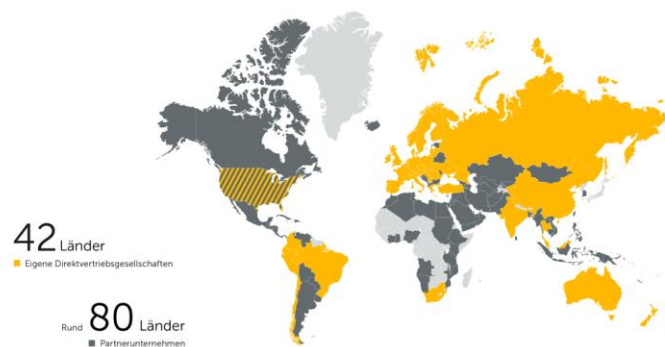 42 Länder
Eigene Direktvertriebsgesellschaften
Rund 80 Länder
Partnerunternehmen